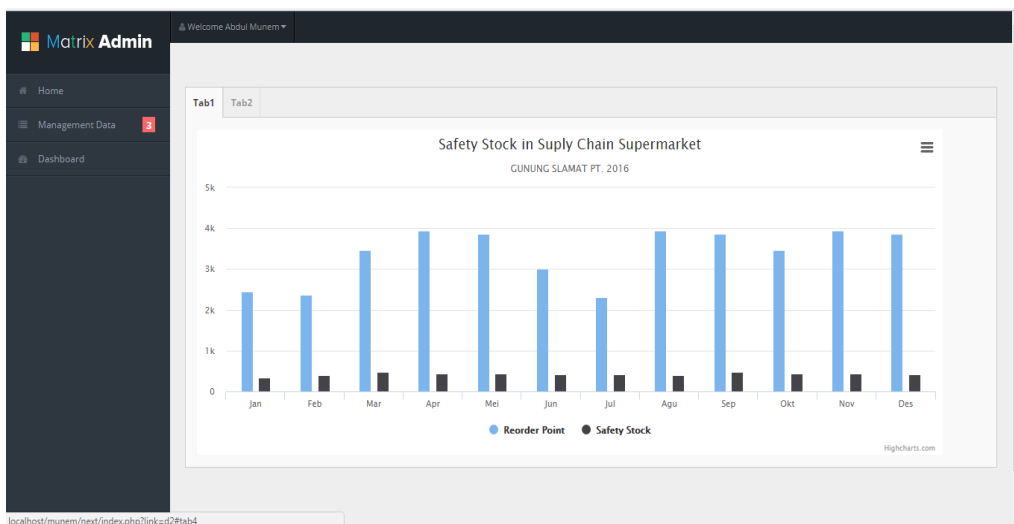 Matrix Admin
Welcome Abdul Munem
Home
Management Data 3
Dashboard
Tab1 Tab2
Safety Stock in Suply Chain Supermarket
GUNUNG SLAMAT PT. 2016
5k
4k
3k
2k
1k
0
Jan Feb Mar Apr Mei Jun Jul Agu Sep Okt Nov Des
Reorder Point Safety Stock
Highcharts.com
localhost/munem/next/index.php?link=d2#tab4